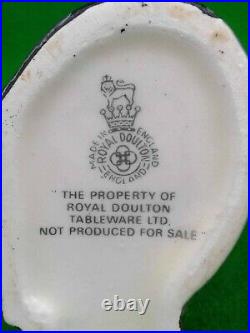 MADE IN ENGLAND
ROYAL DOULTON
ENGLAND
THE PROPERTY OF
ROYAL DOULTON
TABLEWARE LTD.
NOT PRODUCED FOR SALE